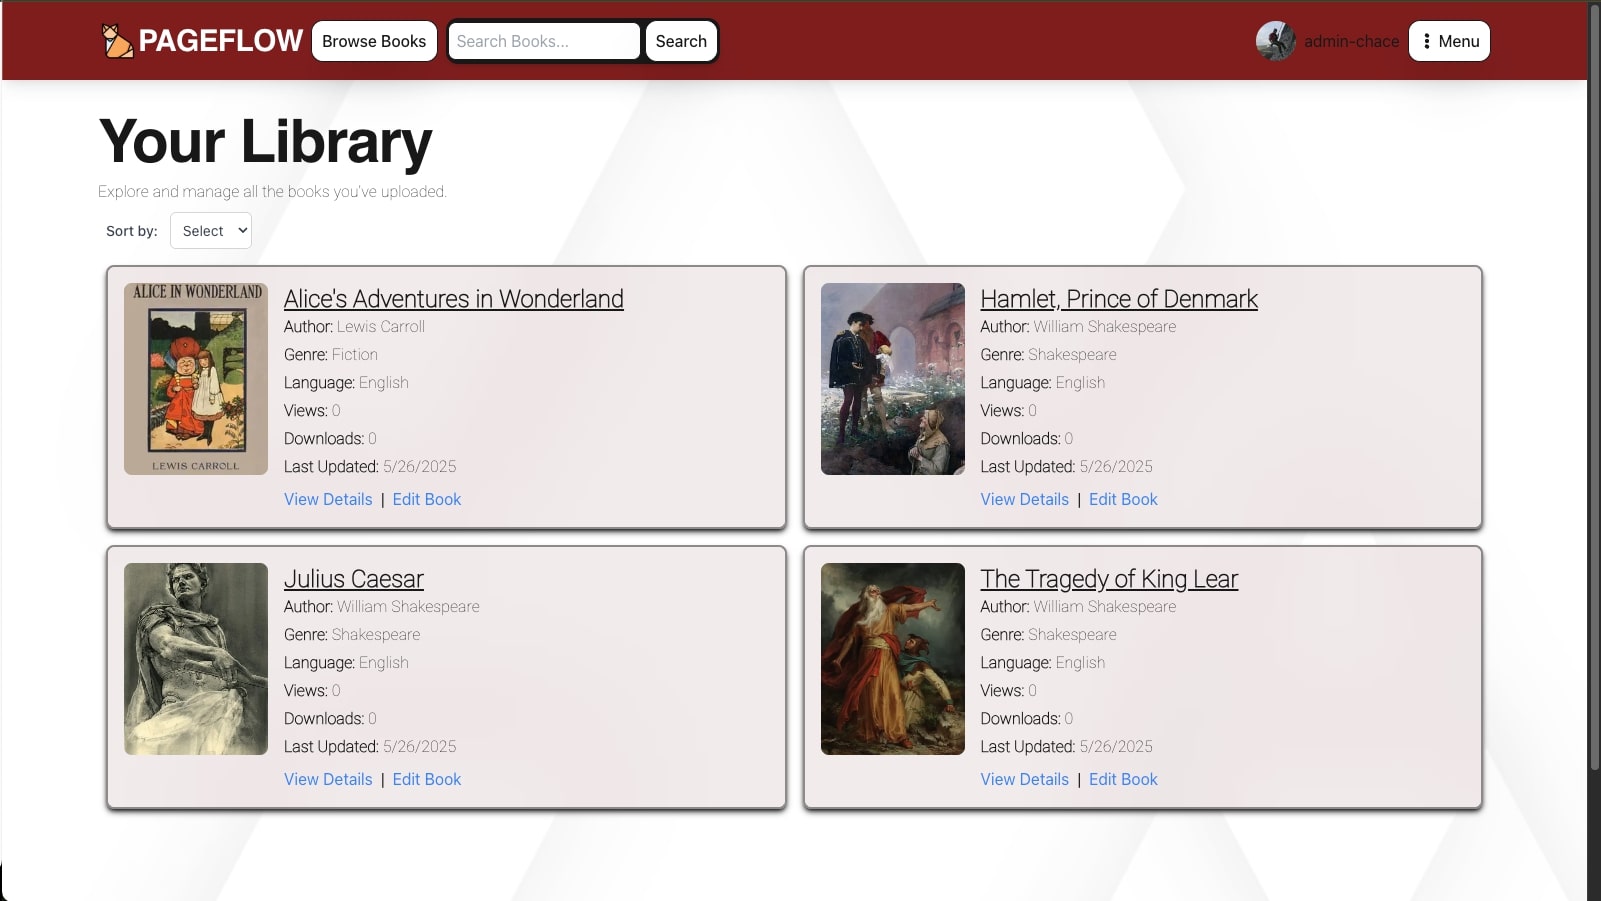 PAGEFLOW Browse Books Search Books... Search admin-chace Menu
Your Library
Explore and manage all the books you've uploaded.
Sort by: Select
ALICE IN WONDERLAND
LEWIS CARROLL
Alice's Adventures in Wonderland
Author: Lewis Carroll
Genre: Fiction
Language: English
Views: 0
Downloads: 0
Last Updated: 5/26/2025
View Details | Edit Book
Hamlet, Prince of Denmark
Author: William Shakespeare
Genre: Shakespeare
Language: English
Views: 0
Downloads: 0
Last Updated: 5/26/2025
View Details | Edit Book
Julius Caesar
Author: William Shakespeare
Genre: Shakespeare
Language: English
Views: 0
Downloads: 0
Last Updated: 5/26/2025
View Details | Edit Book
The Tragedy of King Lear
Author: William Shakespeare
Genre: Shakespeare
Language: English
Views: 0
Downloads: 0
Last Updated: 5/26/2025
View Details | Edit Book